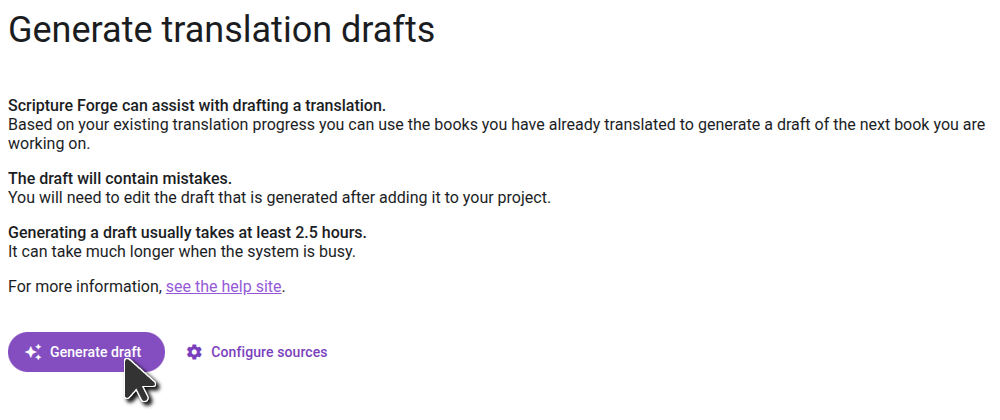 Generate translation drafts
Scripture Forge can assist with drafting a translation.
Based on your existing translation progress you can use the books you have already translated to generate a draft of the next book you are
working on.
The draft will contain mistakes.
You will need to edit the draft that is generated after adding it to your project.
Generating a draft usually takes at least 2.5 hours.
It can take much longer when the system is busy.
For more information, see the help site.
Generate draft
Configure sources